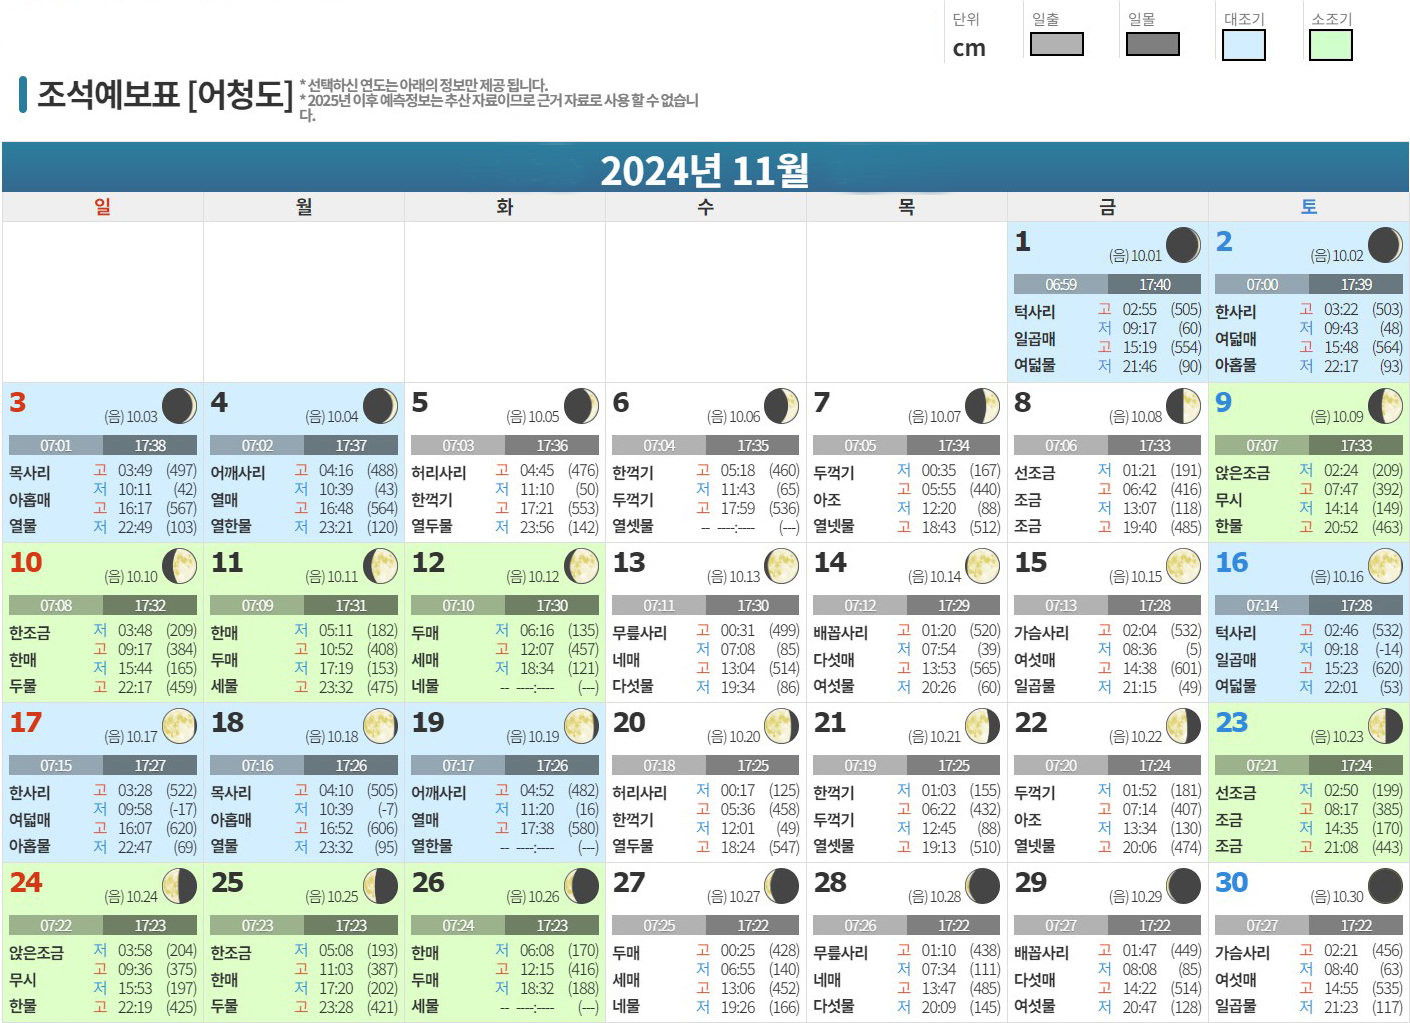 단위 일출 일몰 대조기 소조기
cm
조석예보표 [어청도]
* 선택하신 연도는 아래의 정보만 제공 됩니다.
* 2025년 이후 예측정보는 추산 자료이므로 근거 자료로 사용 할 수 없습니
다.
2024년 11월
일 월 화 수 목 금 토
1 (음) 10.01
06:59 17:40
턱사리 일곱매 여덟물
고 02:55 (505)
저 09:17 (60)
고 15:19 (554)
저 21:46 (90)
2 (음) 10.02
07:00 17:39
한사리 여덟매 아홉물
고 03:22 (503)
저 09:43 (48)
고 15:48 (564)
저 22:17 (93)
3 (음) 10.03
07:01 17:38
목사리 아홉매 열물
고 03:49 (497)
저 10:11 (42)
고 16:17 (567)
저 22:49 (103)
4 (음) 10.04
07:02 17:37
어깨사리 열매 열한물
고 04:16 (488)
저 10:39 (43)
고 16:48 (564)
저 23:21 (120)
5 (음) 10.05
07:03 17:36
허리사리 한꺽기 열두물
고 04:45 (476)
저 11:10 (50)
고 17:21 (553)
저 23:56 (142)
6 (음) 10.06
07:04 17:35
한꺽기 두꺽기 열셋물
고 05:18 (460)
저 11:43 (65)
고 17:59 (536)
-- ----:---- (---)
7 (음) 10.07
07:05 17:34
두꺽기 아조 열넷물
저 00:35 (167)
고 05:55 (440)
저 12:20 (88)
고 18:43 (512)
8 (음) 10.08
07:06 17:33
선조금 조금 조금
저 01:21 (191)
고 06:42 (416)
저 13:07 (118)
고 19:40 (485)
9 (음) 10.09
07:07 17:33
앉은조금 무시 한물
저 02:24 (209)
고 07:47 (392)
저 14:14 (149)
고 20:52 (463)
10 (음) 10.10
07:08 17:32
한조금 한매 두물
저 03:48 (209)
고 09:17 (384)
저 15:44 (165)
고 22:17 (459)
11 (음) 10.11
07:09 17:31
한매 두매 세물
저 05:11 (182)
고 10:52 (408)
저 17:19 (153)
고 23:32 (475)
12 (음) 10.12
07:10 17:30
두매 세매 네물
저 06:16 (135)
고 12:07 (457)
저 18:34 (121)
-- ----:---- (---)
13 (음) 10.13
07:11 17:30
무릎사리 네매 다섯물
고 00:31 (499)
저 07:08 (85)
고 13:04 (514)
저 19:34 (86)
14 (음) 10.14
07:12 17:29
배꼽사리 다섯매 여섯물
고 01:20 (520)
저 07:54 (39)
고 13:53 (565)
저 20:26 (60)
15 (음) 10.15
07:13 17:28
가슴사리 여섯매 일곱물
고 02:04 (532)
저 08:36 (5)
고 14:38 (601)
저 21:15 (49)
16 (음) 10.16
07:14 17:28
턱사리 일곱매 여덟물
고 02:46 (532)
저 09:18 (-14)
고 15:23 (620)
저 22:01 (53)
17 (음) 10.17
07:15 17:27
한사리 여덟매 아홉물
고 03:28 (522)
저 09:58 (-17)
고 16:07 (620)
저 22:47 (69)
18 (음) 10.18
07:16 17:26
목사리 아홉매 열물
고 04:10 (505)
저 10:39 (-7)
고 16:52 (606)
저 23:32 (95)
19 (음) 10.19
07:17 17:26
어깨사리 열매 열한물
고 04:52 (482)
저 11:20 (16)
고 17:38 (580)
-- ----:---- (---)
20 (음) 10.20
07:18 17:25
허리사리 한꺽기 열두물
저 00:17 (125)
고 05:36 (458)
저 12:01 (49)
고 18:24 (547)
21 (음) 10.21
07:19 17:25
한꺽기 두꺽기 열셋물
저 01:03 (155)
고 06:22 (432)
저 12:45 (88)
고 19:13 (510)
22 (음) 10.22
07:20 17:24
두꺽기 아조 열넷물
저 01:52 (181)
고 07:14 (407)
저 13:34 (130)
고 20:06 (474)
23 (음) 10.23
07:21 17:24
선조금 조금 조금
저 02:50 (199)
고 08:17 (385)
저 14:35 (170)
고 21:08 (443)
24 (음) 10.24
07:22 17:23
앉은조금 무시 한물
저 03:58 (204)
고 09:36 (375)
저 15:53 (197)
고 22:19 (425)
25 (음) 10.25
07:23 17:23
한조금 한매 두물
저 05:08 (193)
고 11:03 (387)
저 17:20 (202)
고 23:28 (421)
26 (음) 10.26
07:24 17:23
한매 두매 세물
저 06:08 (170)
고 12:15 (416)
저 18:32 (188)
-- ----:---- (---)
27 (음) 10.27
07:25 17:22
두매 세매 네물
고 00:25 (428)
저 06:55 (140)
고 13:06 (452)
저 19:26 (166)
28 (음) 10.28
07:26 17:22
무릎사리 네매 다섯물
고 01:10 (438)
저 07:34 (111)
고 13:47 (485)
저 20:09 (145)
29 (음) 10.29
07:27 17:22
배꼽사리 다섯매 여섯물
고 01:47 (449)
저 08:08 (85)
고 14:22 (514)
저 20:47 (128)
30 (음) 10.30
07:27 17:22
가슴사리 여섯매 일곱물
고 02:21 (456)
저 08:40 (63)
고 14:55 (535)
저 21:23 (117)